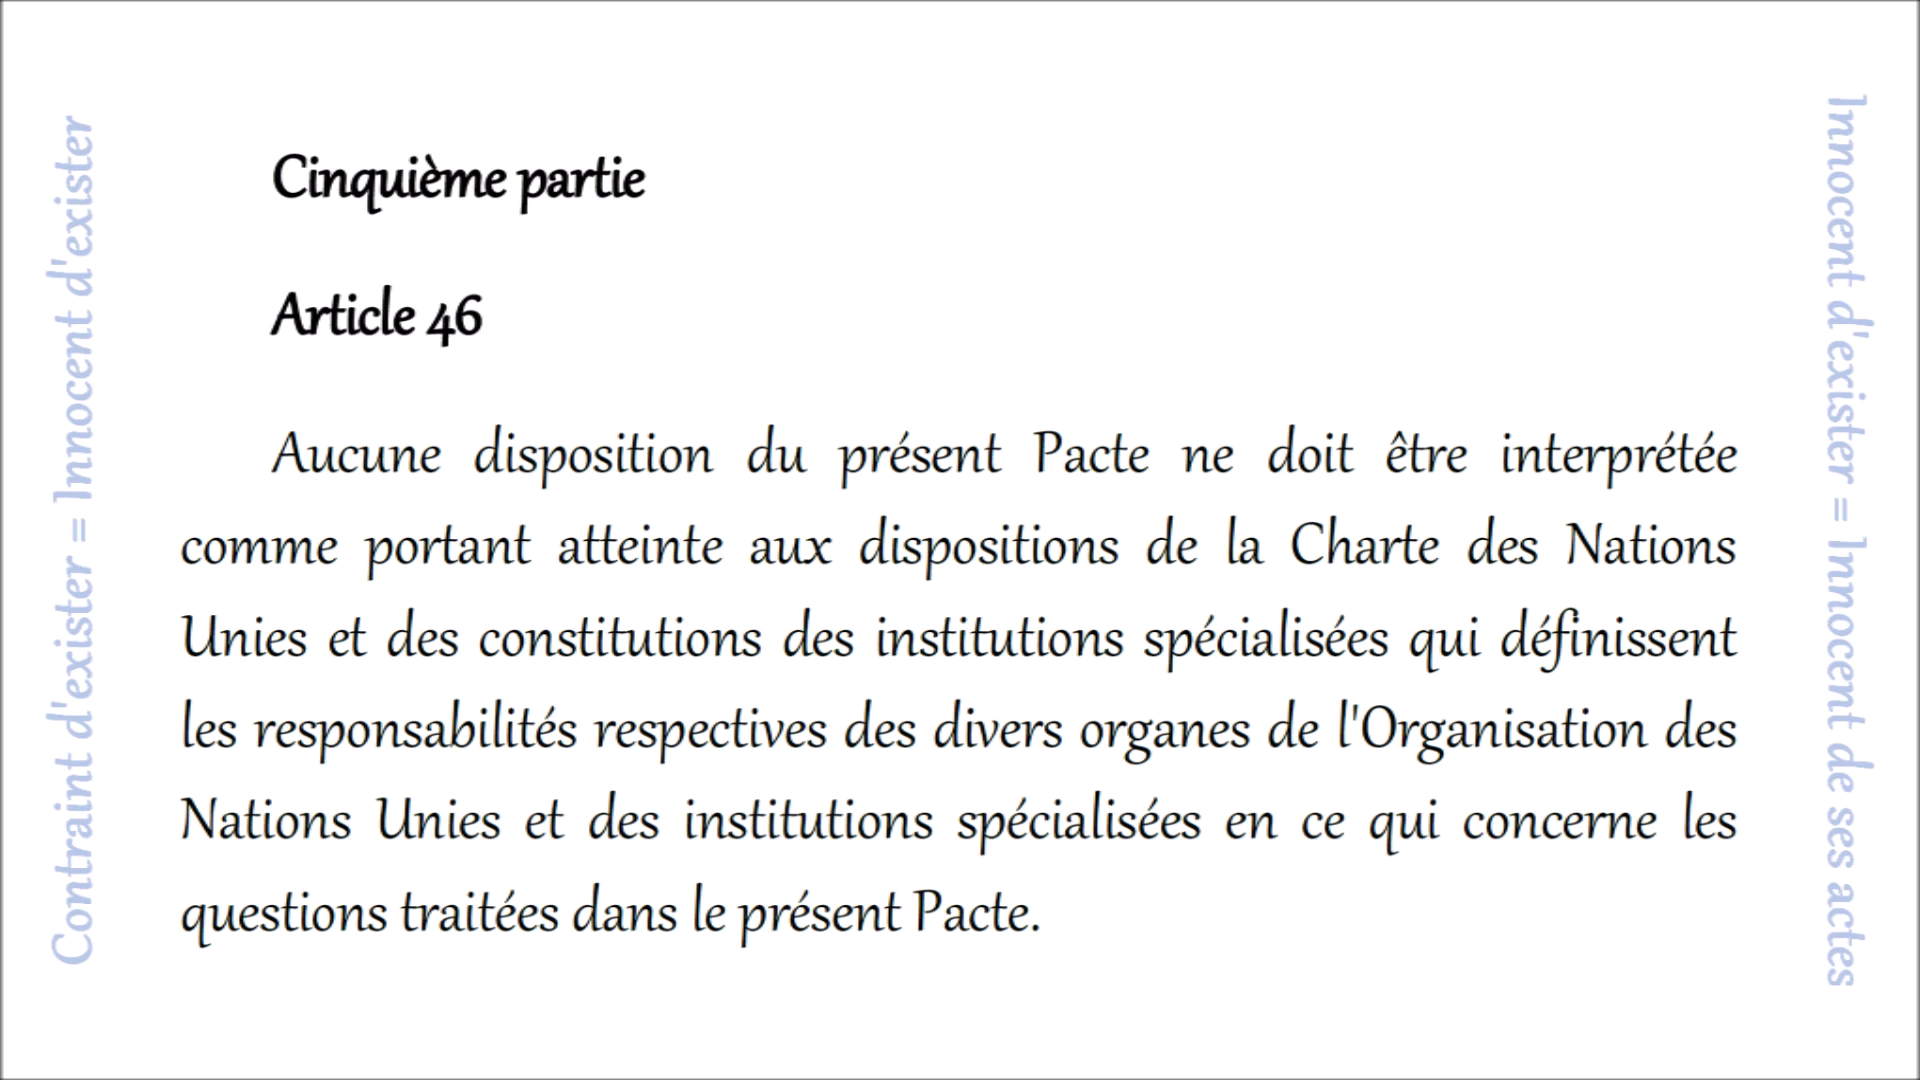 Contraint d'exister = Innocent d'exister
Cinquième partie
Article 46
Aucune disposition du présent Pacte ne doit être interprétée
comme portant atteinte aux dispositions de la Charte des Nations
Unies et des constitutions des institutions spécialisées qui définissent
les responsabilités respectives des divers organes de l'Organisation des
Nations Unies et des institutions spécialisées en ce qui concerne les
questions traitées dans le présent Pacte.
Innocent d'exister = Innocent de ses actes